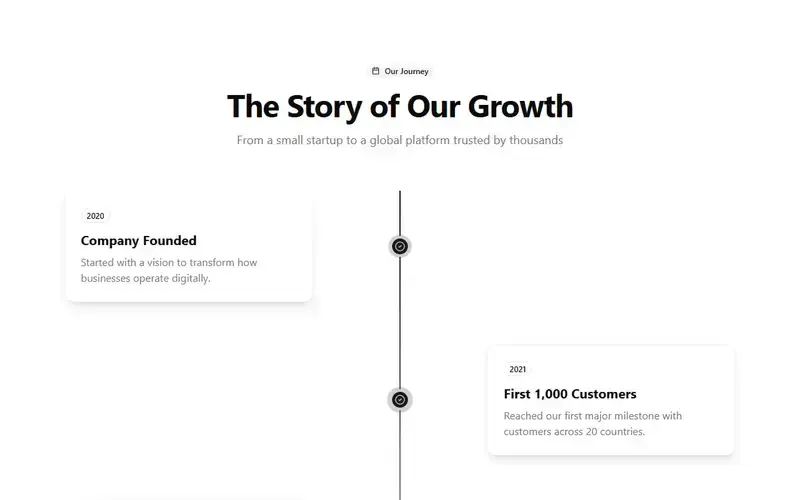 Our Journey
The Story of Our Growth
From a small startup to a global platform trusted by thousands
2020
Company Founded
Started with a vision to transform how
businesses operate digitally.
2021
First 1,000 Customers
Reached our first major milestone with
customers across 20 countries.